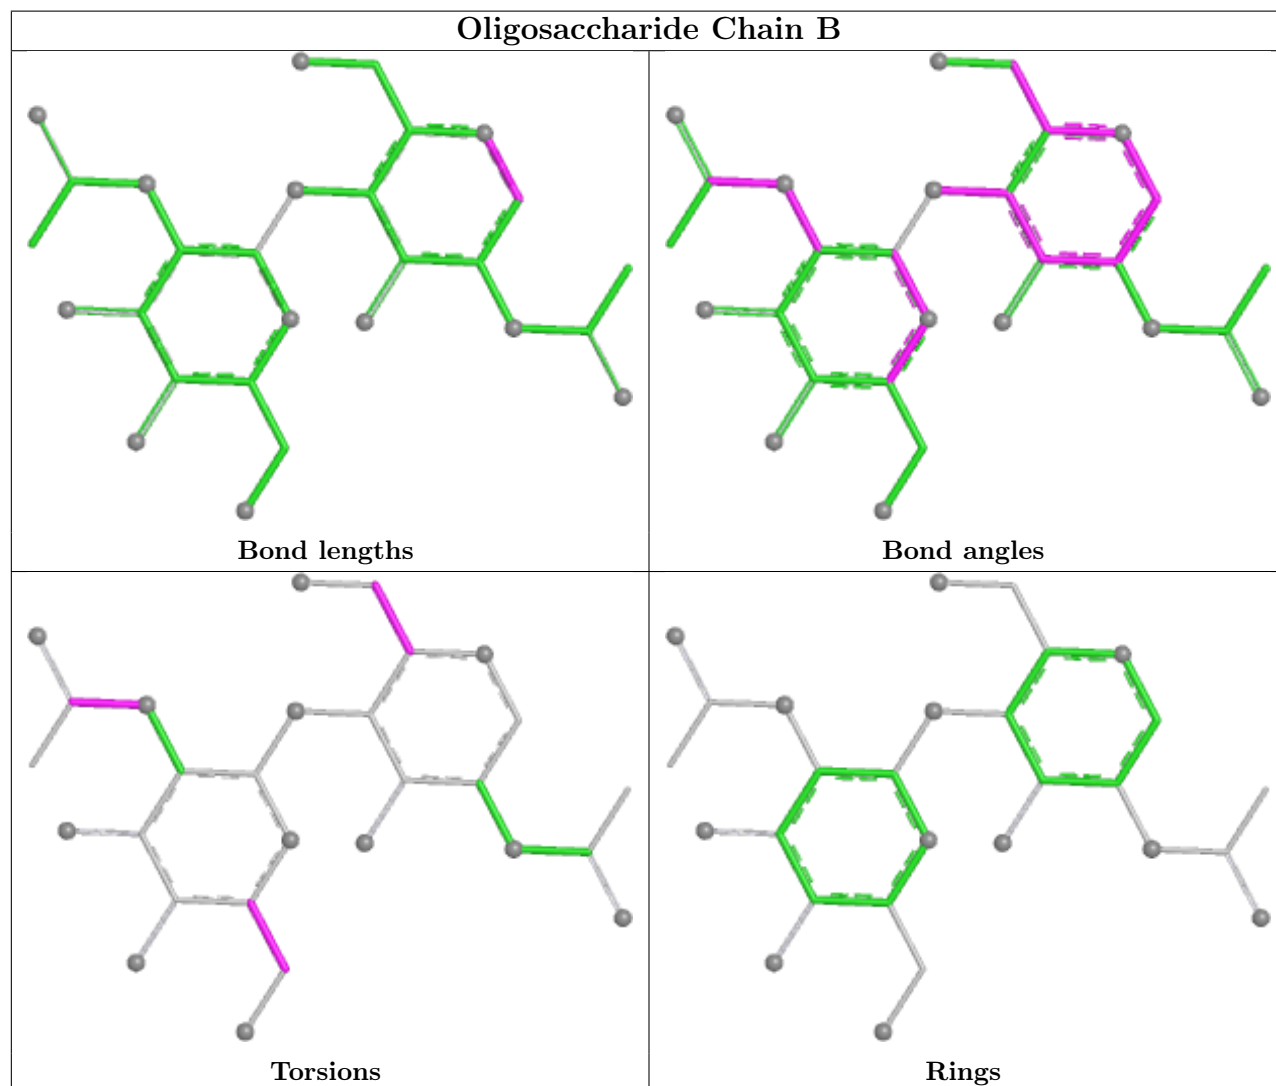 Oligosaccharide Chain B
Bond lengths
Bond angles
Torsions
Rings